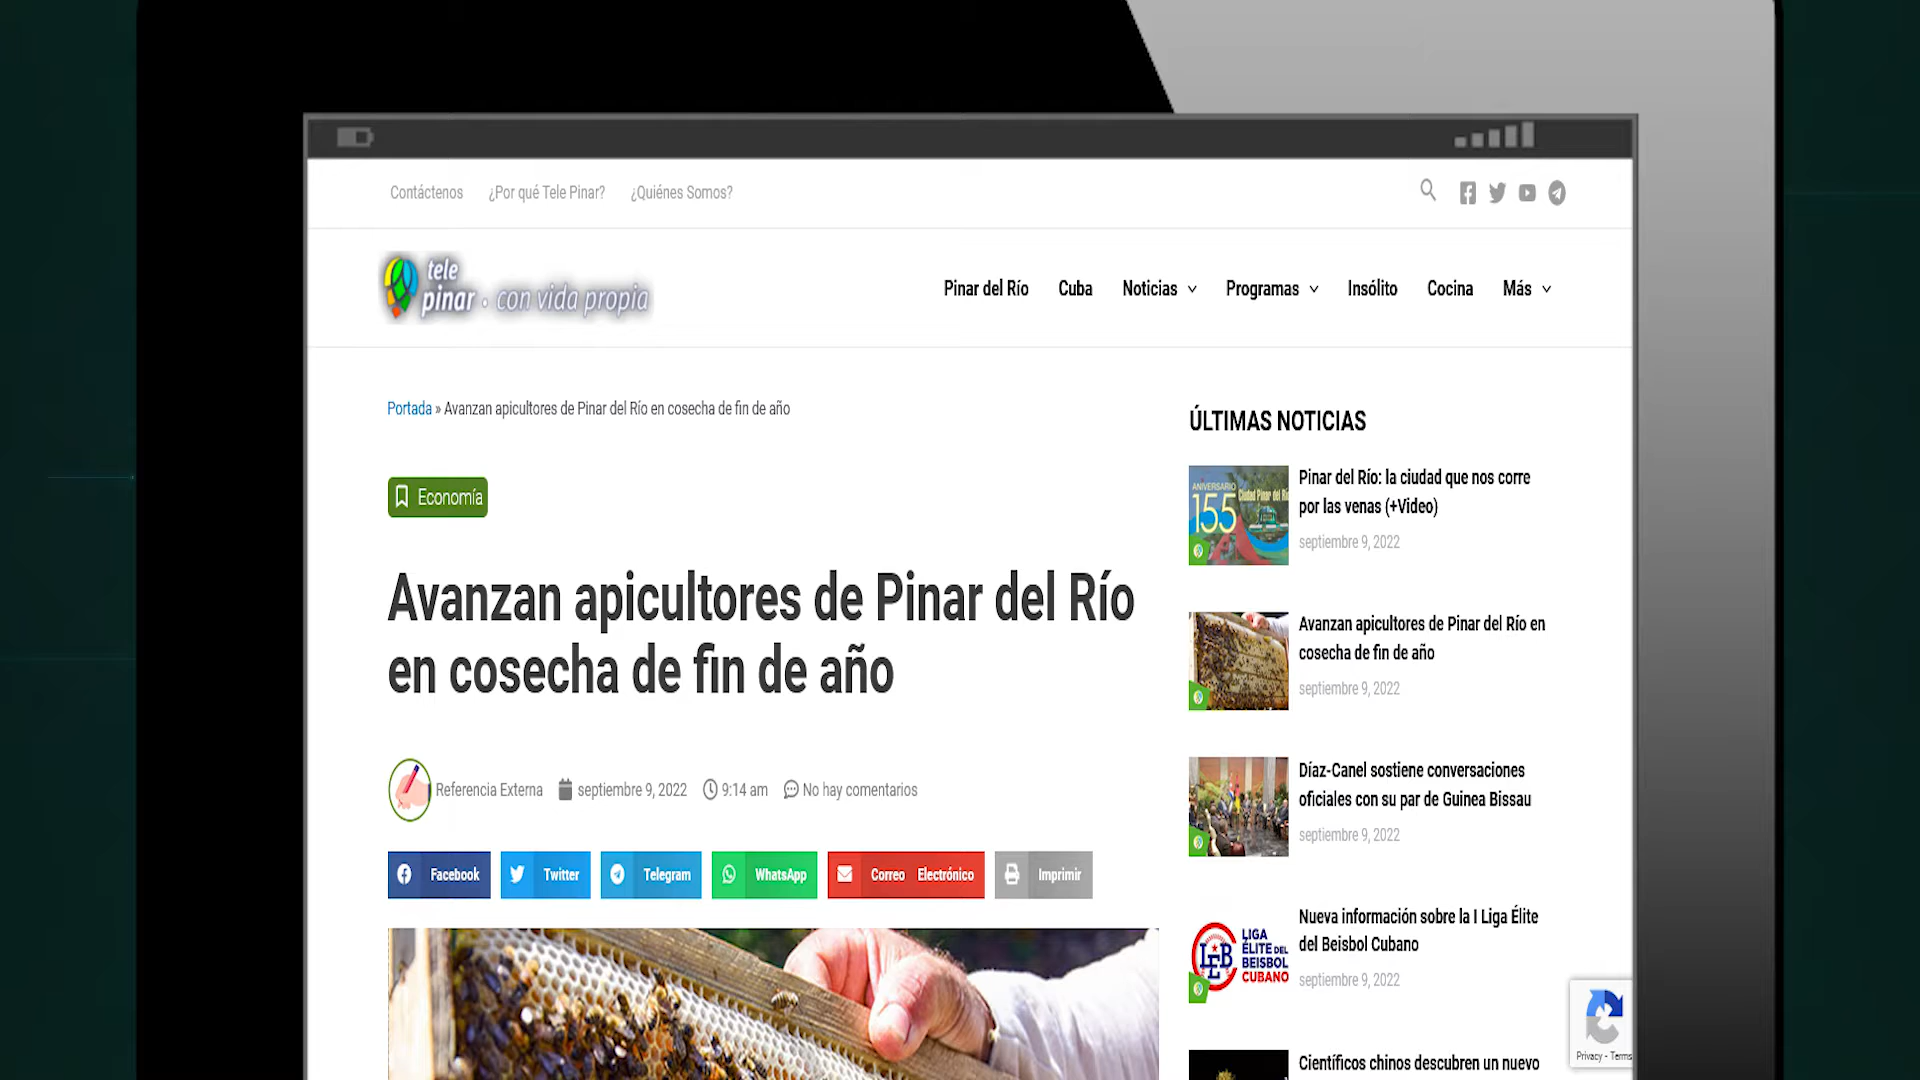 Contáctenos ¿Por qué Tele Pinar? ¿Quiénes Somos?
tele
pinar . con vida propia
Pinar del Río Cuba Noticias Programas Insólito Cocina Más
Portada » Avanzan apicultores de Pinar del Río en cosecha de fin de año
Economía
Avanzan apicultores de Pinar del Río
en cosecha de fin de año
Referencia Externa septiembre 9, 2022 9:14 am No hay comentarios
Facebook Twitter Telegram WhatsApp Correo Electrónico Imprimir
ÚLTIMAS NOTICIAS
ANIVERSARIO
155
Ciudad Pinar del Rí
Pinar del Río: la ciudad que nos corre
por las venas (+Video)
septiembre 9, 2022
Avanzan apicultores de Pinar del Río en
cosecha de fin de año
septiembre 9, 2022
Díaz-Canel sostiene conversaciones
oficiales con su par de Guinea Bissau
septiembre 9, 2022
LEB
LIGA
ÉLITE DEL
BEISBOL
CUBANO
Nueva información sobre la I Liga Élite
del Beisbol Cubano
septiembre 9, 2022
Científicos chinos descubren un nuevo
Privacy - Terms